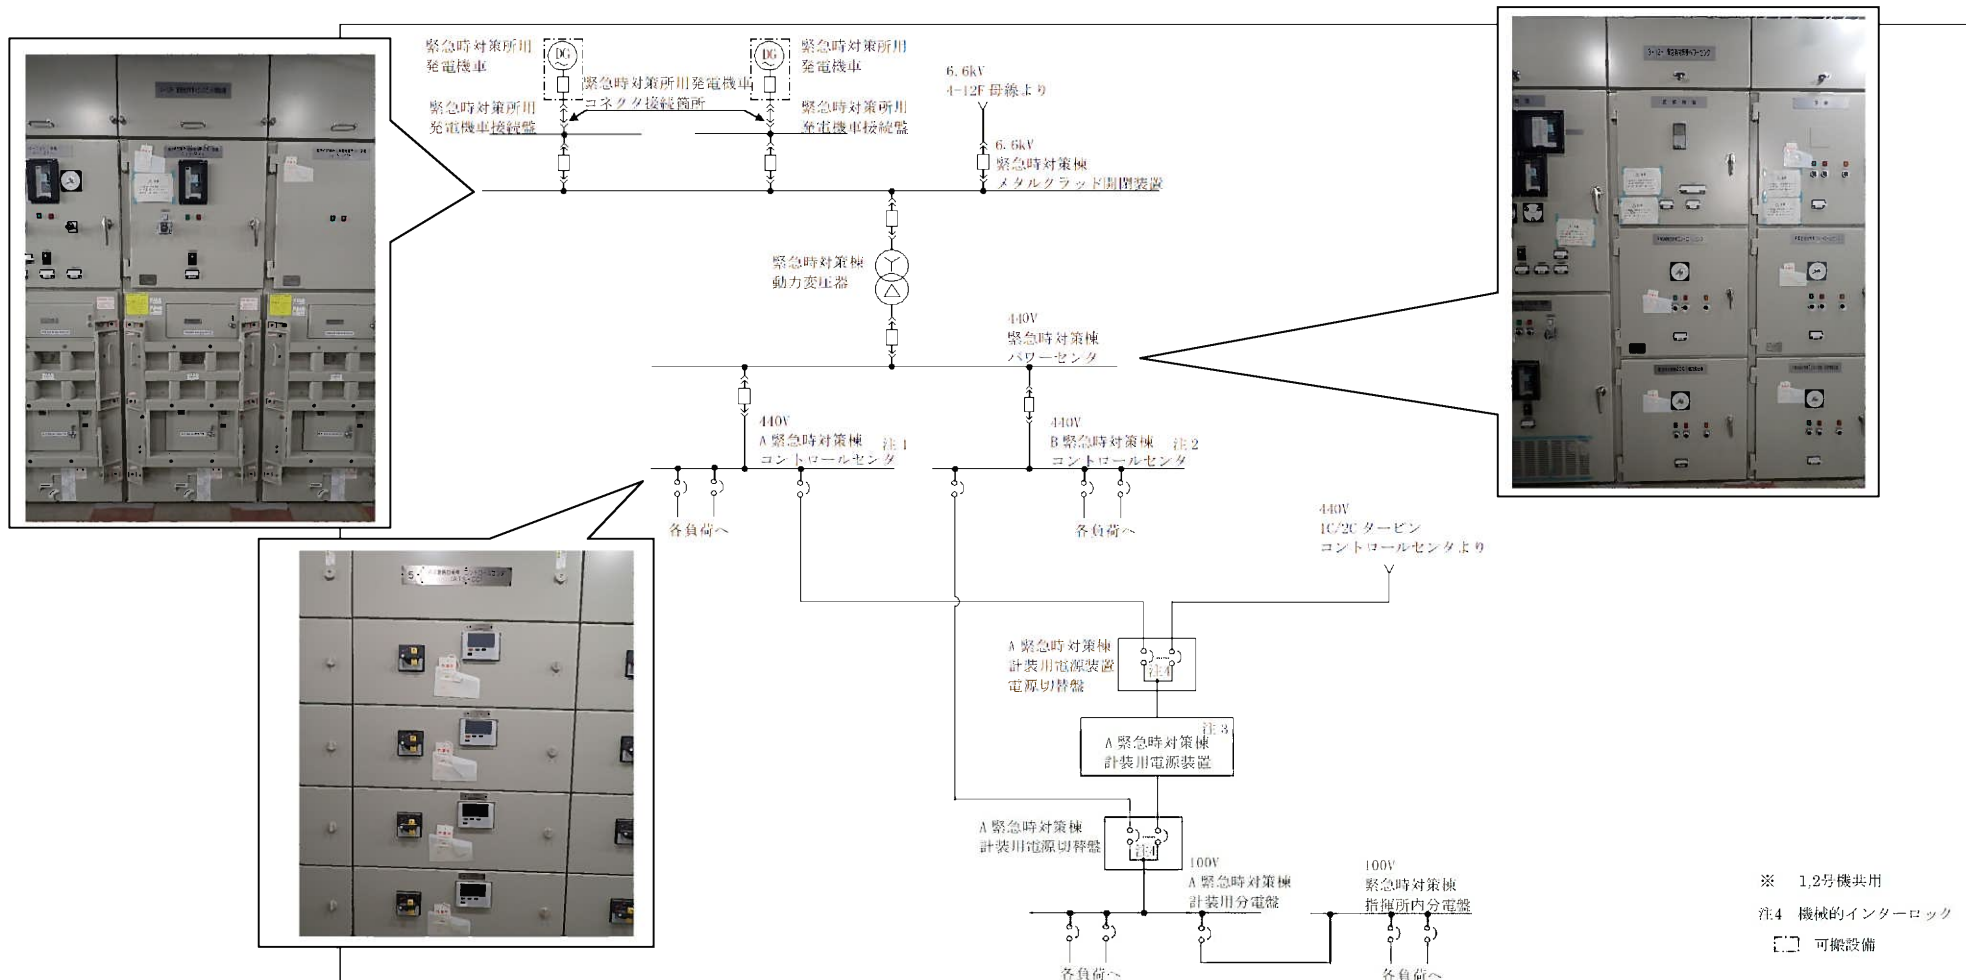 緊急時対策所用
発電機車
DG
緊急時対策所用
発電機車
DG
緊急時対策所用発電機車
コネクタ接続箇所
6.6kV
4-12F 母線より
緊急時対策所用
発電機車接続盤
緊急時対策所用
発電機車接続盤
6.6kV
緊急時対策棟
メタルクラッド開閉装置
緊急時対策棟
動力変圧器
440V
緊急時対策棟
パワーセンタ
440V
A 緊急時対策棟 注1
コントロールセンタ
440V
B 緊急時対策棟 注2
コントロールセンタ
各負荷へ
各負荷へ
440V
1C/2C タービン
コントロールセンタより
A 緊急時対策棟
計装用電源装置
電源切替盤
注4
注3
A 緊急時対策棟
計装用電源装置
A 緊急時対策棟
計装用電源切替盤
注4
100V
A 緊急時対策棟
計装用分電盤
100V
緊急時対策棟
指揮所内分電盤
各負荷へ
各負荷へ
※ 1,2号機共用
注4 機械的インターロック
可搬設備